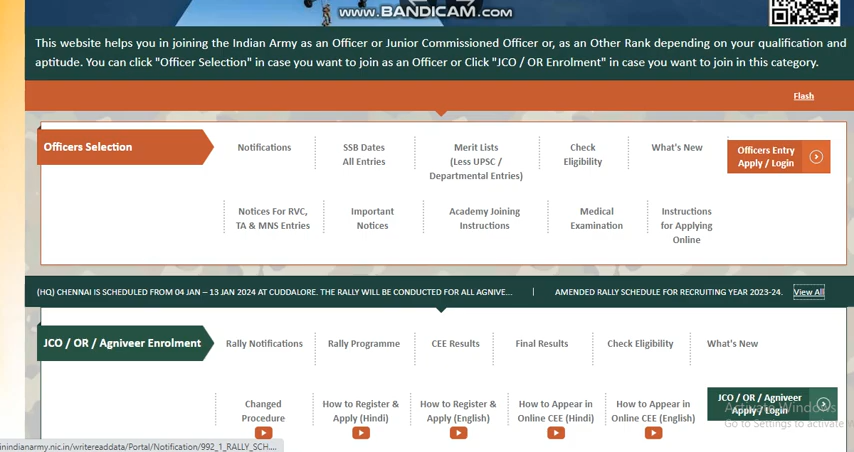 www.BANDICAM.com
This website helps you in joining the Indian Army as an Officer or Junior Commissioned Officer or, as an Other Rank depending on your qualification and
aptitude. You can click "Officer Selection" in case you want to join as an Officer or Click "JCO / OR Enrolment" in case you want to join in this category.
Flash
Officers Selection
Notifications
SSB Dates
All Entries
Merit Lists
(Less UPSC /
Departmental Entries)
Check
Eligibility
What's New
Officers Entry
Apply / Login
Notices For RVC,
TA & MNS Entries
Important
Notices
Academy Joining
Instructions
Medical
Examination
Instructions
for Applying
Online
(HQ) CHENNAI IS SCHEDULED FROM 04 JAN – 13 JAN 2024 AT CUDDALORE. THE RALLY WILL BE CONDUCTED FOR ALL AGNIVE... | AMENDED RALLY SCHEDULE FOR RECRUITING YEAR 2023-24. View All
JCO / OR / Agniveer Enrolment
Rally Notifications
Rally Programme
CEE Results
Final Results
Check Eligibility
What's New
Changed
Procedure
How to Register &
Apply (Hindi)
How to Register &
Apply (English)
How to Appear in
Online CEE (Hindi)
How to Appear in
Online CEE (English)
JCO / OR / Agniveer
Apply / Login
Activate Windows
Go to Settings to activate W
inindianarmy.nic.in/writereaddata/Portal/Notification/992_1_RALLY_SCH....